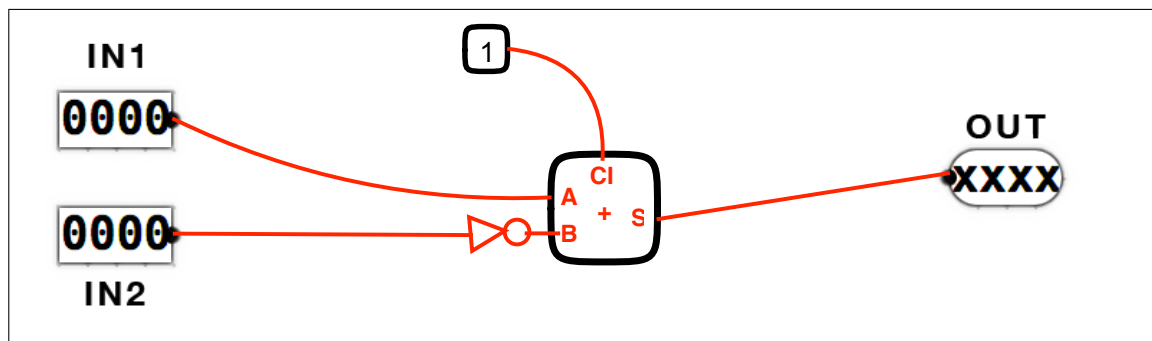 IN1
1
0000
OUT
CI
xxxx
A
+
S
0000
B
IN2